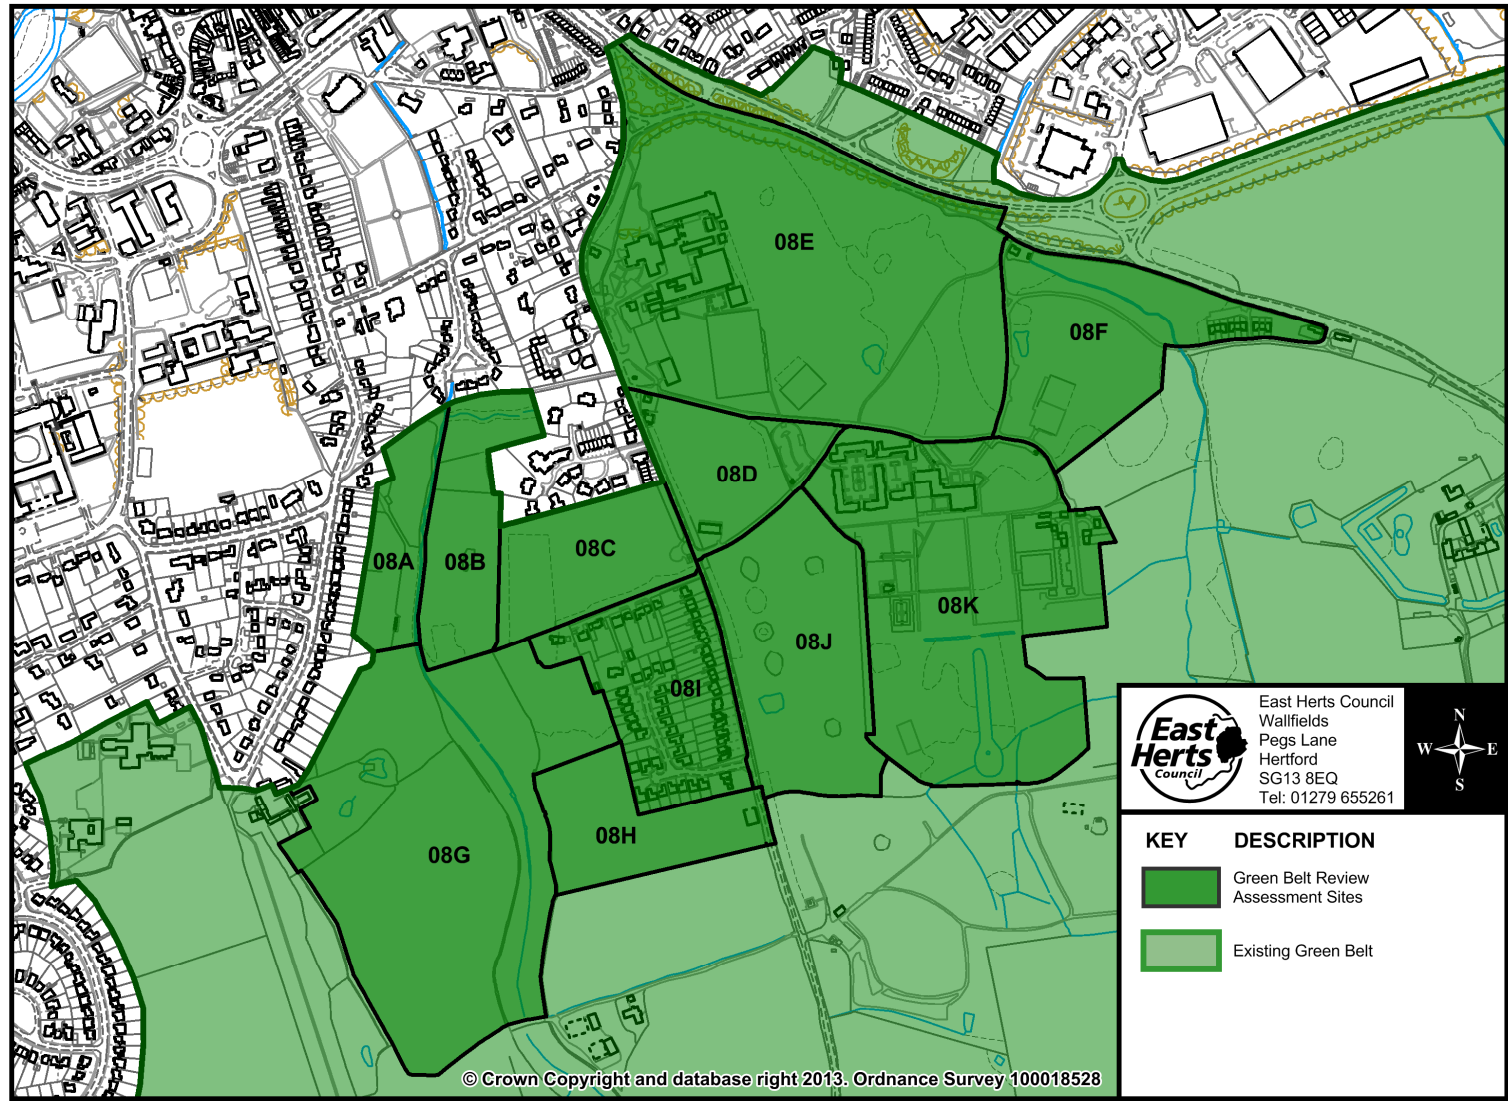 08E
08F
08D
08C
08A
08B
08K
08J
08I
08H
08G
East
Herts
Council
East Herts Council
Wallfields
Pegs Lane
Hertford
SG13 8EQ
Tel: 01279 655261
N
W E
S
KEY DESCRIPTION
Green Belt Review
Assessment Sites
Existing Green Belt
© Crown Copyright and database right 2013. Ordnance Survey 100018528